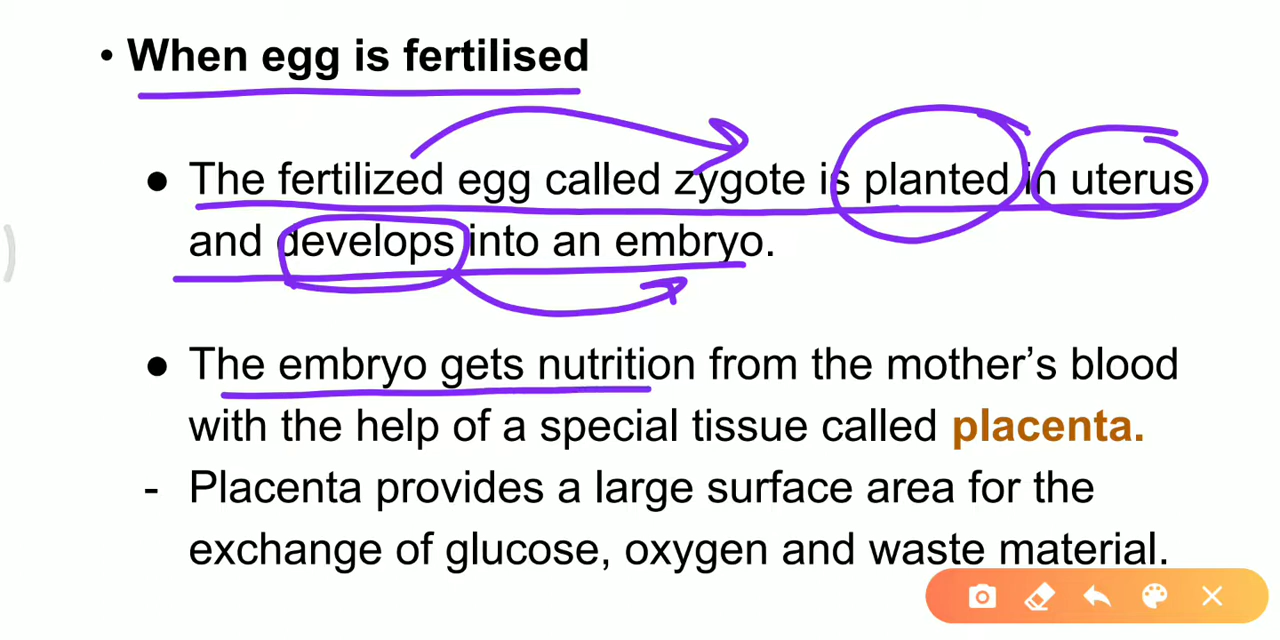 • When egg is fertilised
● The fertilized egg called zygote is planted in uterus
and develops into an embryo.
● The embryo gets nutrition from the mother’s blood
with the help of a special tissue called placenta.
- Placenta provides a large surface area for the
exchange of glucose, oxygen and waste material.